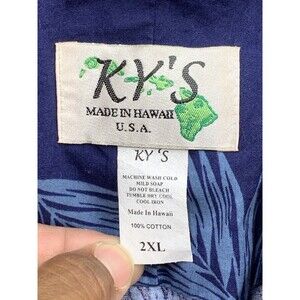 KY'S
MADE IN HAWAII
U.S.A.
KY'S
MACHINE WASH COLD
MILD SOAP
DO NOT BLEACH
TUMBLE DRY COOL
COOL IRON
Made In Hawaii
100% COTTON
2XL